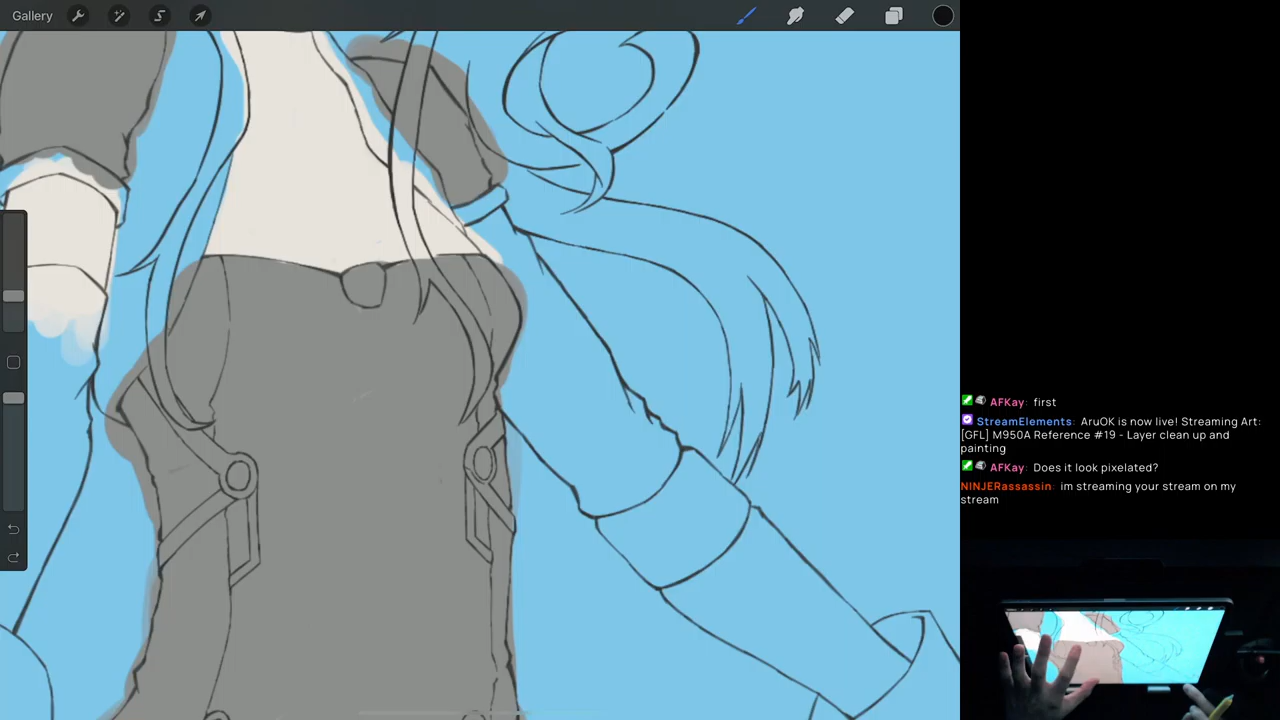 Gallery
AFKay: first
StreamElements: AruOK is now live! Streaming Art:
[GFL] M950A Reference #19 - Layer clean up and
painting
AFKay: Does it look pixelated?
NINJERassassin: im streaming your stream on my
stream